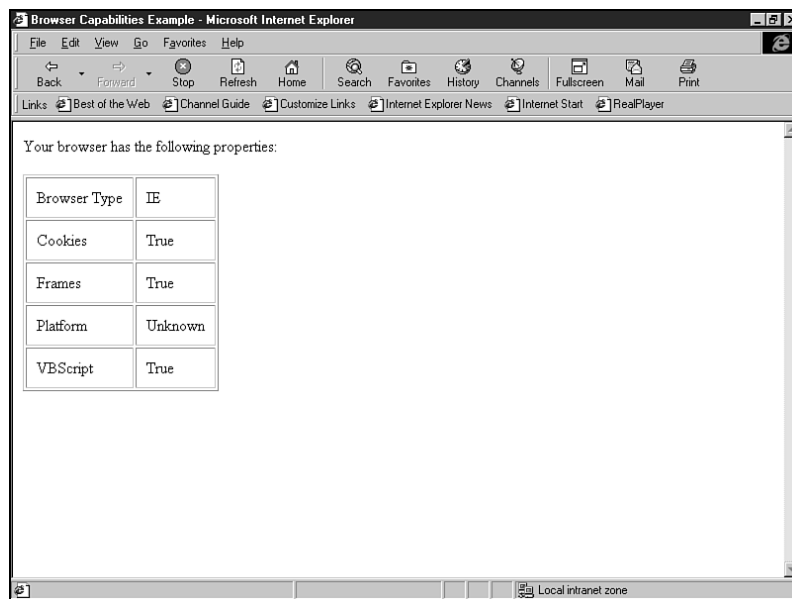 Browser Capabilities Example - Microsoft Internet Explorer
File Edit View Go Favorites Help
Back Forward Stop Refresh Home Search Favorites History Channels Fullscreen Mail Print
Links Best of the Web Channel Guide Customize Links Internet Explorer News Internet Start RealPlayer
Your browser has the following properties:
Browser Type IE
Cookies True
Frames True
Platform Unknown
VBScript True
Local intranet zone